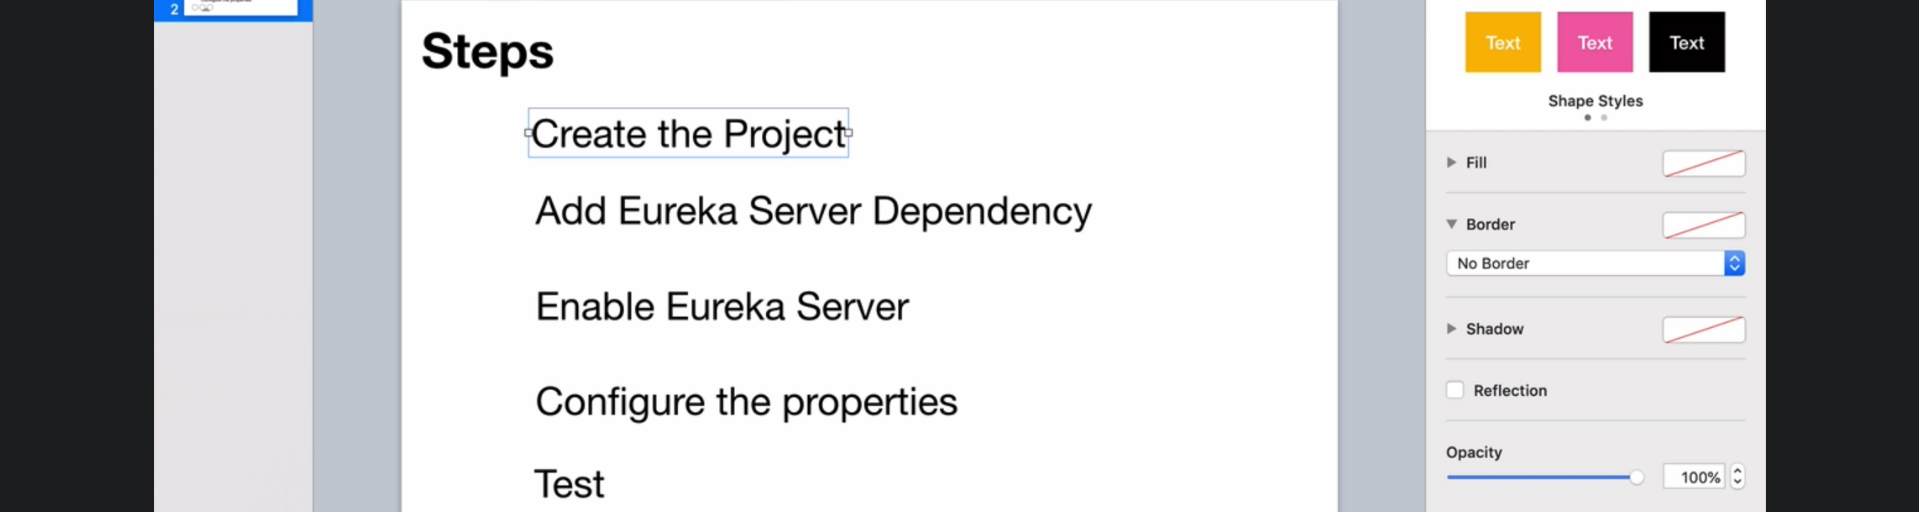 2
Steps
Create the Project
Add Eureka Server Dependency
Enable Eureka Server
Configure the properties
Test
Text Text Text
Shape Styles
Fill
Border
No Border
Shadow
Reflection
Opacity
100%